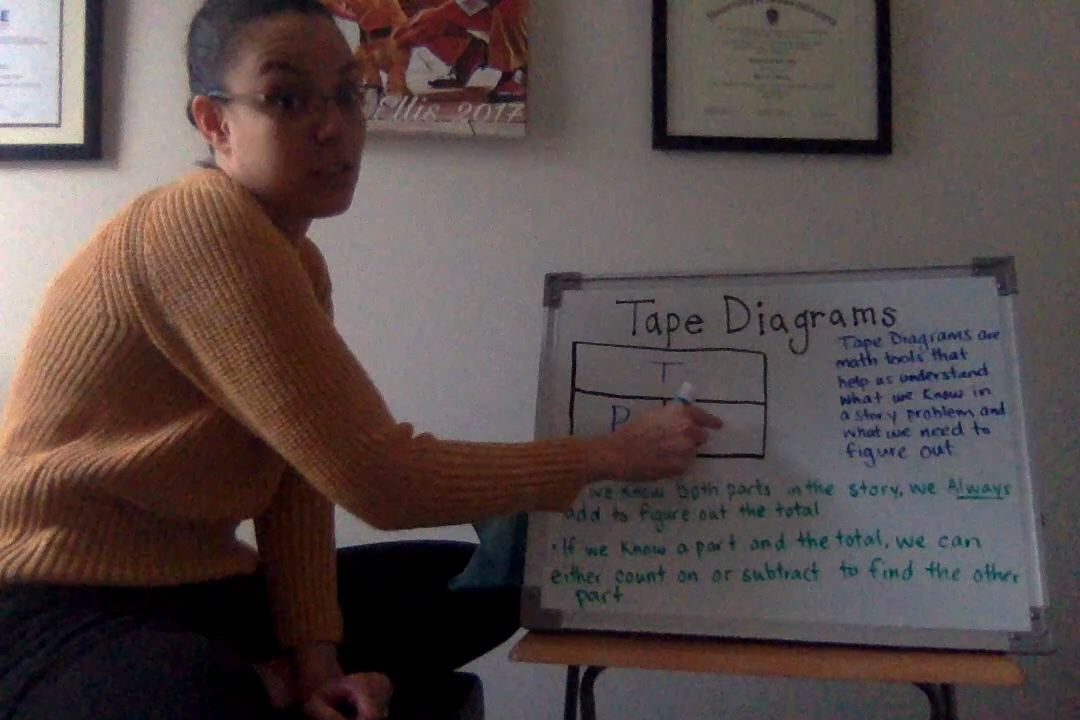 Ellis 2017
Tape Diagrams
T
P
Tape Diagrams are
math tools that
help us understand
what we know in
a story problem and
what we need to
figure out
we know both parts in the story, we Always
add to figure out the total
• If we know a part and the total, we can
either count on or subtract to find the other
part